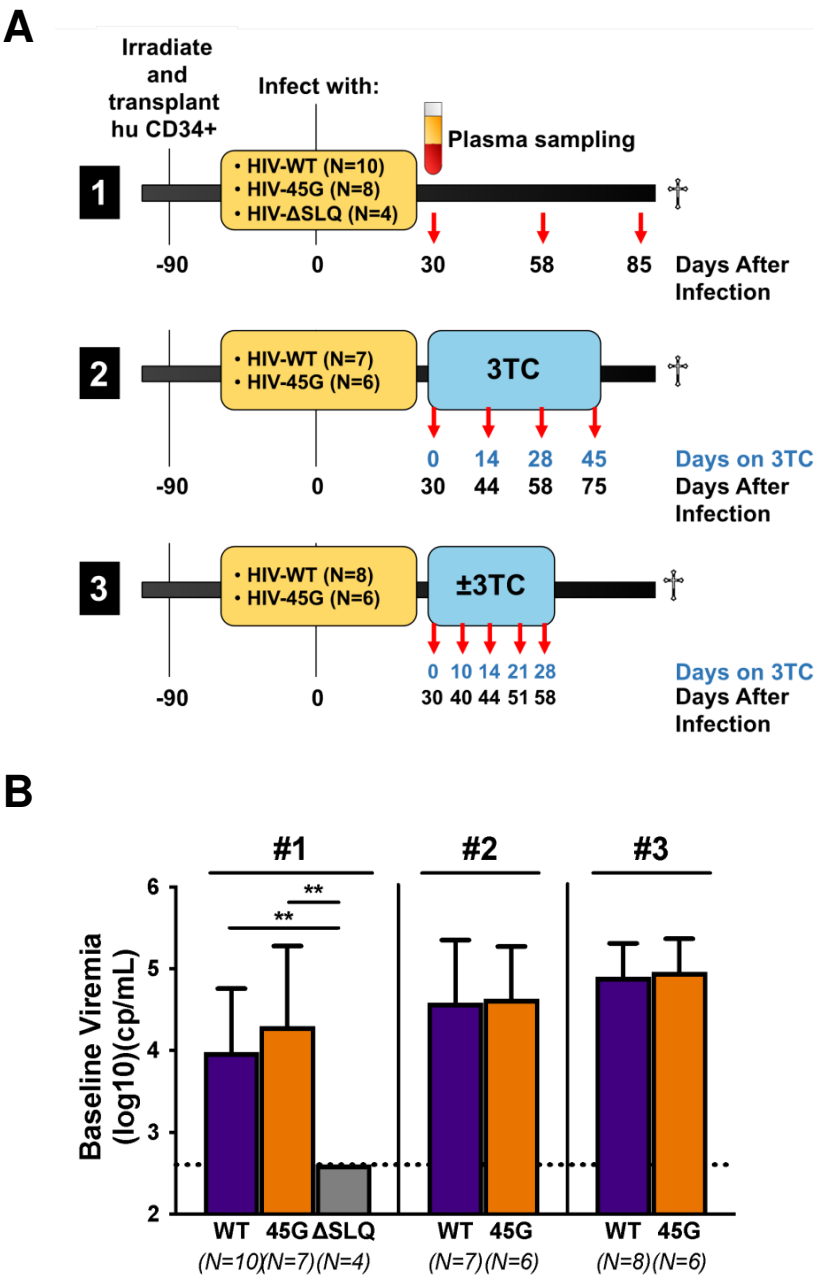 A
Irradiate
and
transplant
hu CD34+
Infect with:
Plasma sampling
1
• HIV-WT (N=10)
• HIV-45G (N=8)
• HIV-ΔSLQ (N=4)
-90 0 30 58 85 Days After
Infection
2
• HIV-WT (N=7)
• HIV-45G (N=6)
3TC
0 14 28 45 Days on 3TC
-90 0 30 44 58 75 Days After
Infection
3
• HIV-WT (N=8)
• HIV-45G (N=6)
±3TC
0 10 14 21 28 Days on 3TC
-90 0 30 40 44 51 58 Days After
Infection
B
#1 #2 #3
Baseline Viremia
(log10)(cp/mL)
6
**
**
5
4
3
2
WT 45G ΔSLQ WT 45G WT 45G
(N=10)(N=7)(N=4) (N=7)(N=6) (N=8)(N=6)